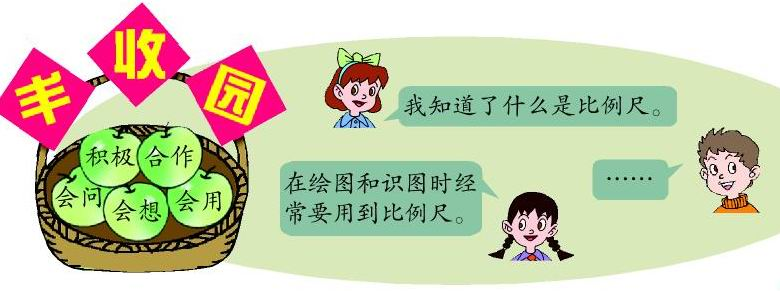 丰收园
积极 合作
会问 会想 会用
我知道了什么是比例尺。
在绘图和识图时经
常要用到比例尺。
……